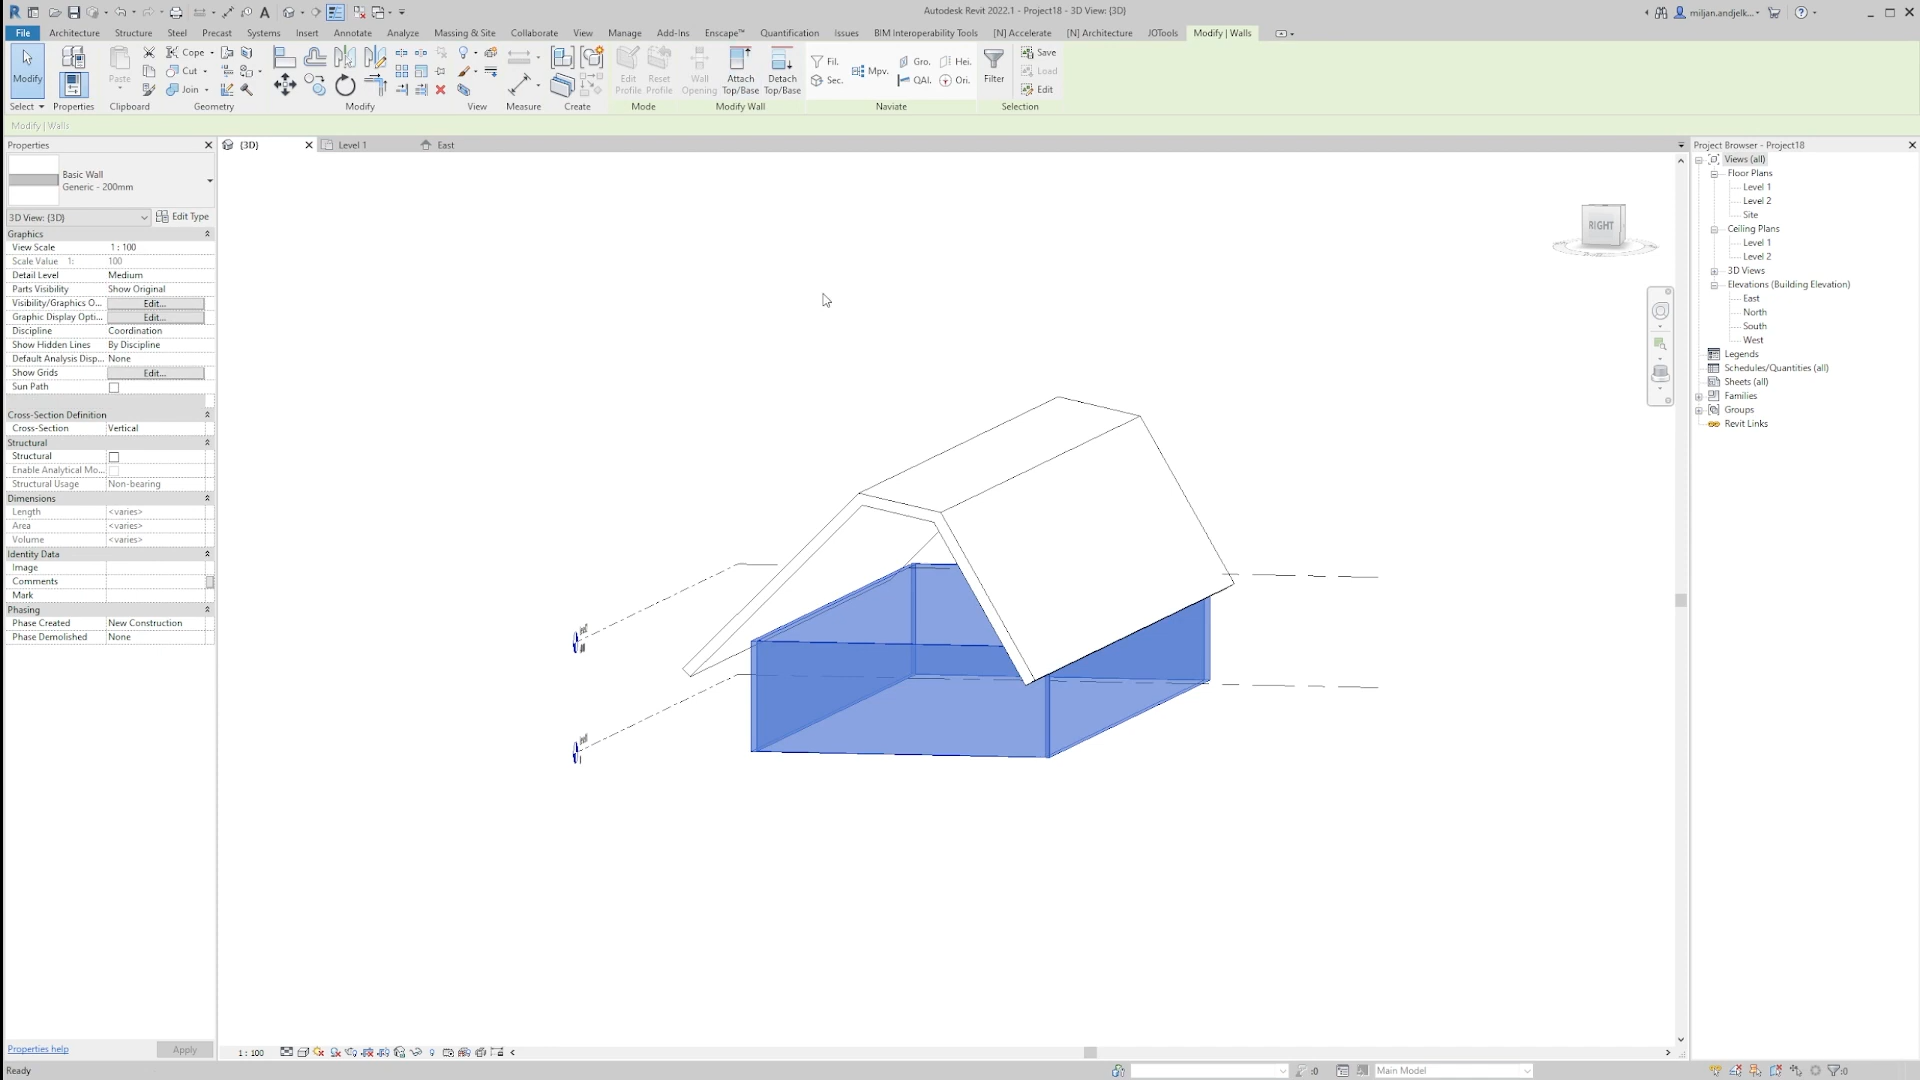 Autodesk Revit 2022.1 - Project18 - 3D View: {3D}
miljan.andjelk...
File Architecture Structure Steel Precast Systems Insert Annotate Analyze Massing & Site Collaborate View Manage Add-Ins Enscape™ Quantification Issues BIM Interoperability Tools [N] Accelerate [N] Architecture JOTools Modify | Walls
Modify
Paste
Cope
Cut
Join
Edit Profile
Reset Profile
Wall Opening
Attach Top/Base
Detach Top/Base
Fil.
Sec.
Mpv.
Gro.
QAl.
Hei.
Ori.
Filter
Save
Load
Edit
Select Properties Clipboard Geometry Modify View Measure Create Mode Modify Wall Naviate Selection
Modify | Walls
Properties
{3D} Level 1 East
Project Browser - Project18
Basic Wall
Generic - 200mm
3D View: {3D} Edit Type
Graphics
View Scale 1 : 100
Scale Value 1: 100
Detail Level Medium
Parts Visibility Show Original
Visibility/Graphics O... Edit...
Graphic Display Opti... Edit...
Discipline Coordination
Show Hidden Lines By Discipline
Default Analysis Disp... None
Show Grids Edit...
Sun Path
Cross-Section Definition
Cross-Section Vertical
Structural
Structural
Enable Analytical Mo...
Structural Usage Non-bearing
Dimensions
Length <varies>
Area <varies>
Volume <varies>
Identity Data
Image
Comments
Mark
Phasing
Phase Created New Construction
Phase Demolished None
RIGHT
Views (all)
Floor Plans
Level 1
Level 2
Site
Ceiling Plans
Level 1
Level 2
3D Views
Elevations (Building Elevation)
East
North
South
West
Legends
Schedules/Quantities (all)
Sheets (all)
Families
Groups
Revit Links
Properties help Apply
1 : 100
Ready
:0
Main Model
:0